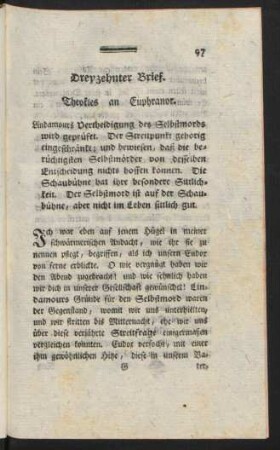 97
Dreyzehnter Brief.
Theokles an Euphranor.
Lindamours Vertheidigung des Selbstmords
wird geprüfet. Der Streitpunkt gehörig
eingeschränkt; und bewiesen, daß die be-
rüchtigsten Selbstmörder von desselben
Entscheidung nichts hoffen können. Die
Schaubühne hat ihre besondere Sittlich-
keit. Der Selbstmord ist auf der Schau-
bühne, aber nicht im Leben sittlich gut.
Ich war eben auf jenem Hügel in meiner
schwärmerischen Andacht, wie ihr sie zu
nennen pflegt, begriffen, als ich unsern Eudox
von ferne erblickte. O wie vergnügt haben wir
den Abend zugebracht! und wie sehnlich haben
wir dich in unserer Gesellschaft gewünschet! Lin-
damours Gründe für den Selbstmord waren
der Gegenstand, womit wir uns unterhielten,
und wir stritten bis Mitternacht, ehe wir uns
über diese verjährte Streitfrage einigermaßen
vergleichen konnten. Eudox verfocht, mit einer
ihm gewöhnlichen Hitze, diese in unserm Va-
G
ter,